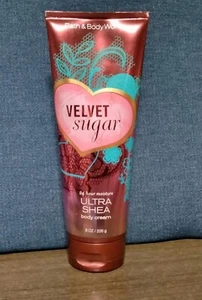 Bath & Body Works
VELVET
sugar
24 hour moisture
ULTRA
SHEA
body cream
8 OZ / 226 g